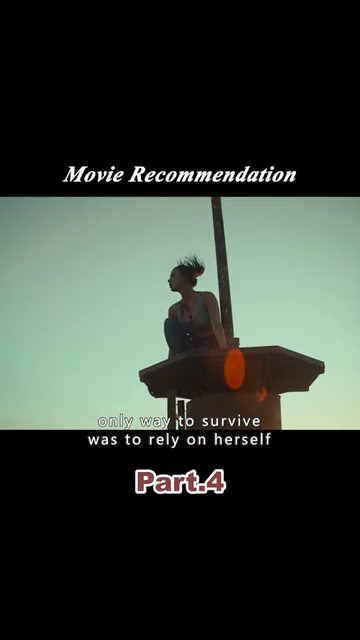 Movie Recommendation
only way to survive
was to rely on herself
Part.4